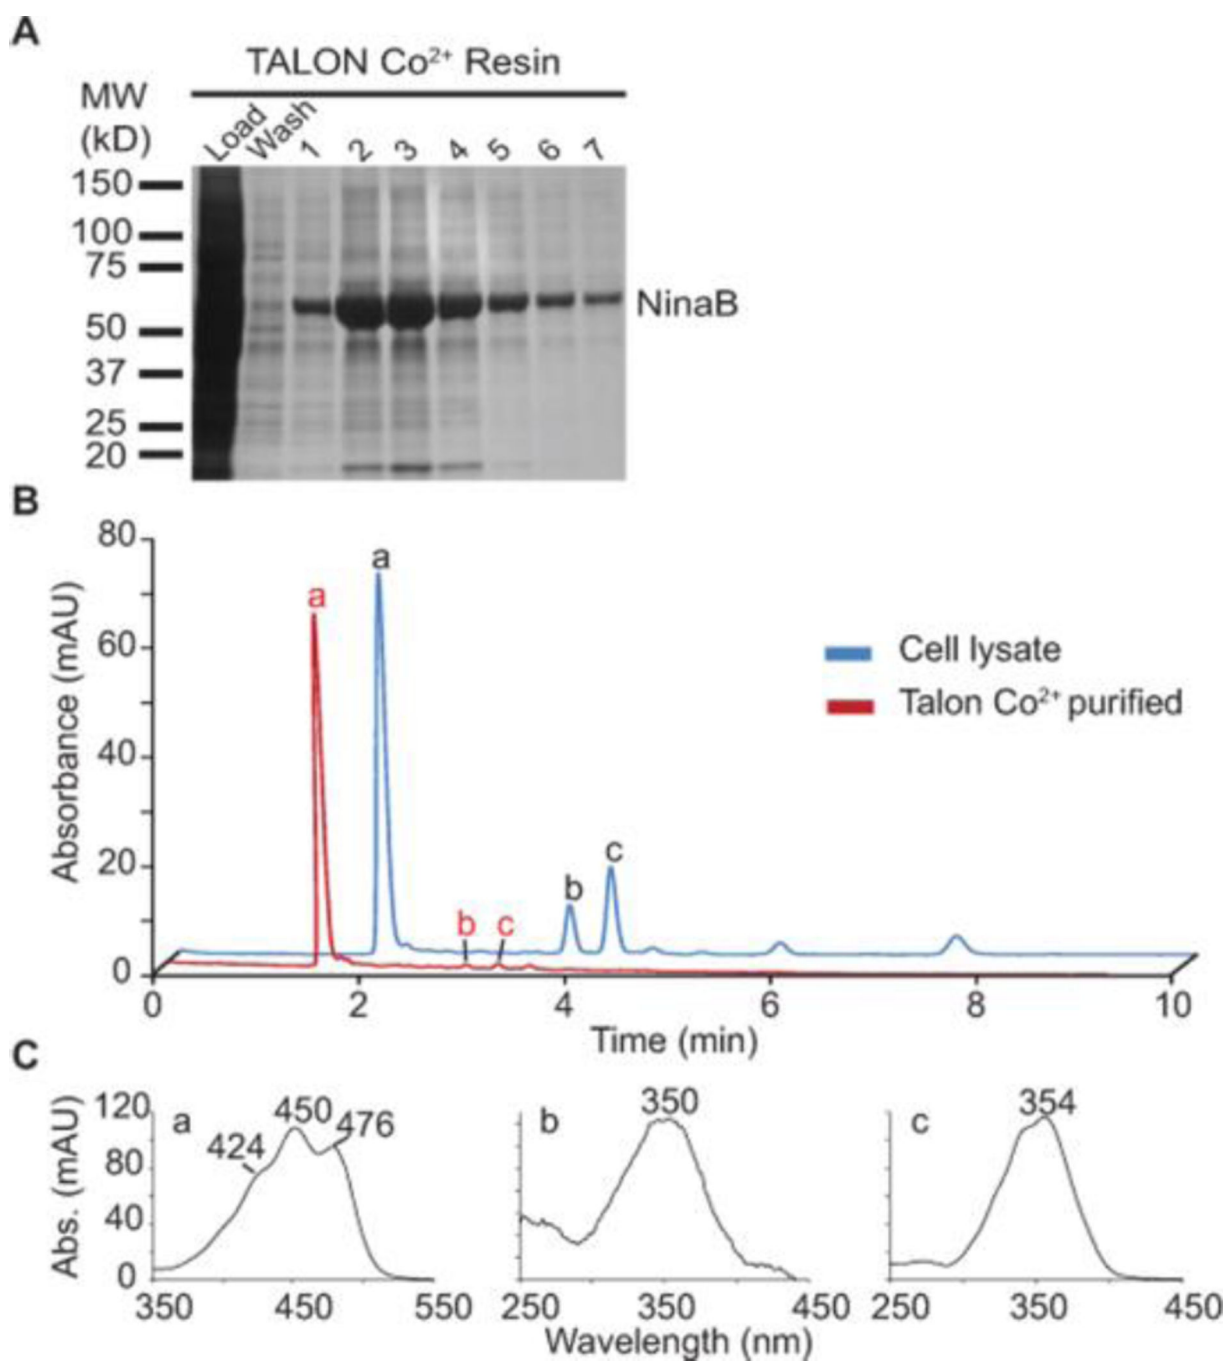 A
TALON Co²⁺ Resin
MW
(kD)
Load
Wash
1 2 3 4 5 6 7
150
100
75
50
37
25
20
NinaB
B
80
60
40
20
0
Absorbance (mAU)
a
a
b c
b
c
Cell lysate
Talon Co²⁺ purified
0 2 4 6 8 10
Time (min)
C
Abs. (mAU)
120
80
40
0
a
424
450
476
350 450 550
b
350
250 350 450
c
354
250 350 450
Wavelength (nm)